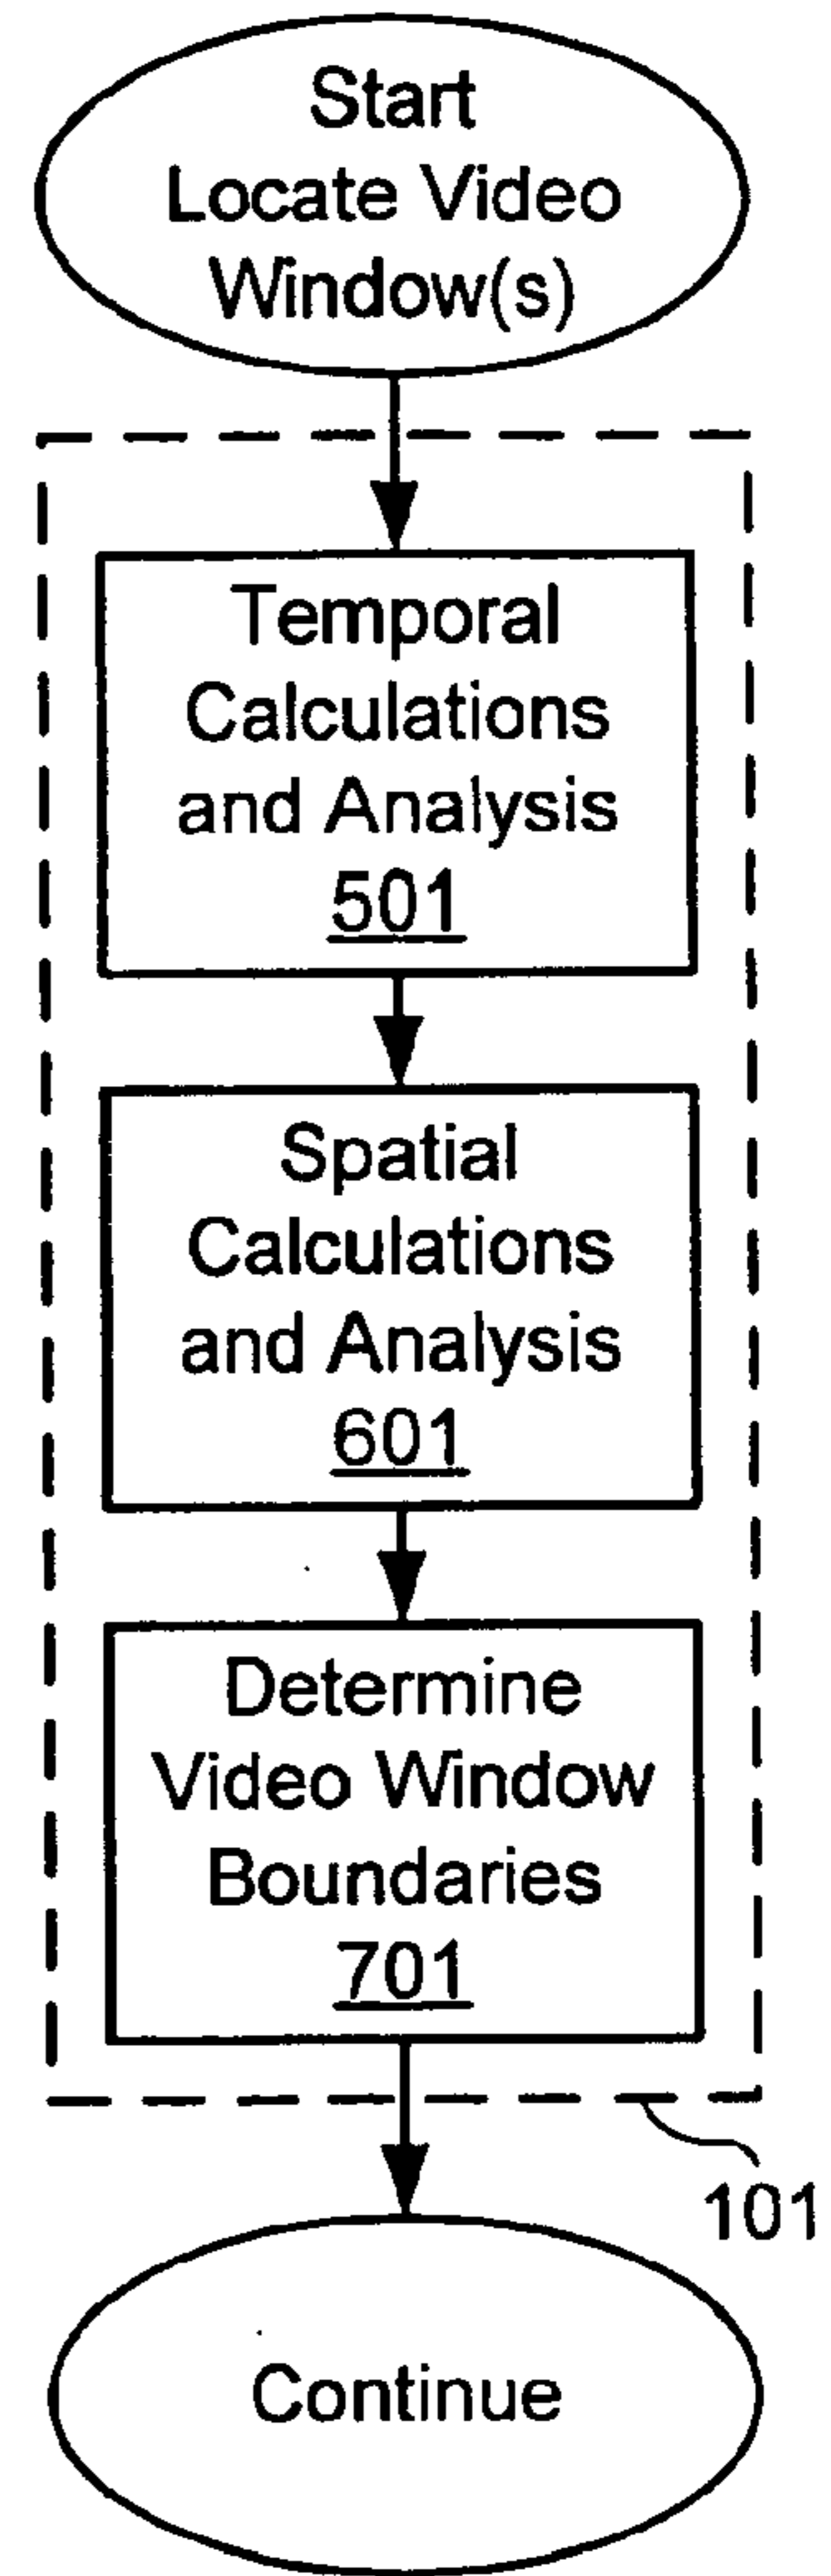 Start
Locate Video
Window(s)
Temporal
Calculations
and Analysis
501
Spatial
Calculations
and Analysis
601
Determine
Video Window
Boundaries
701
101
Continue